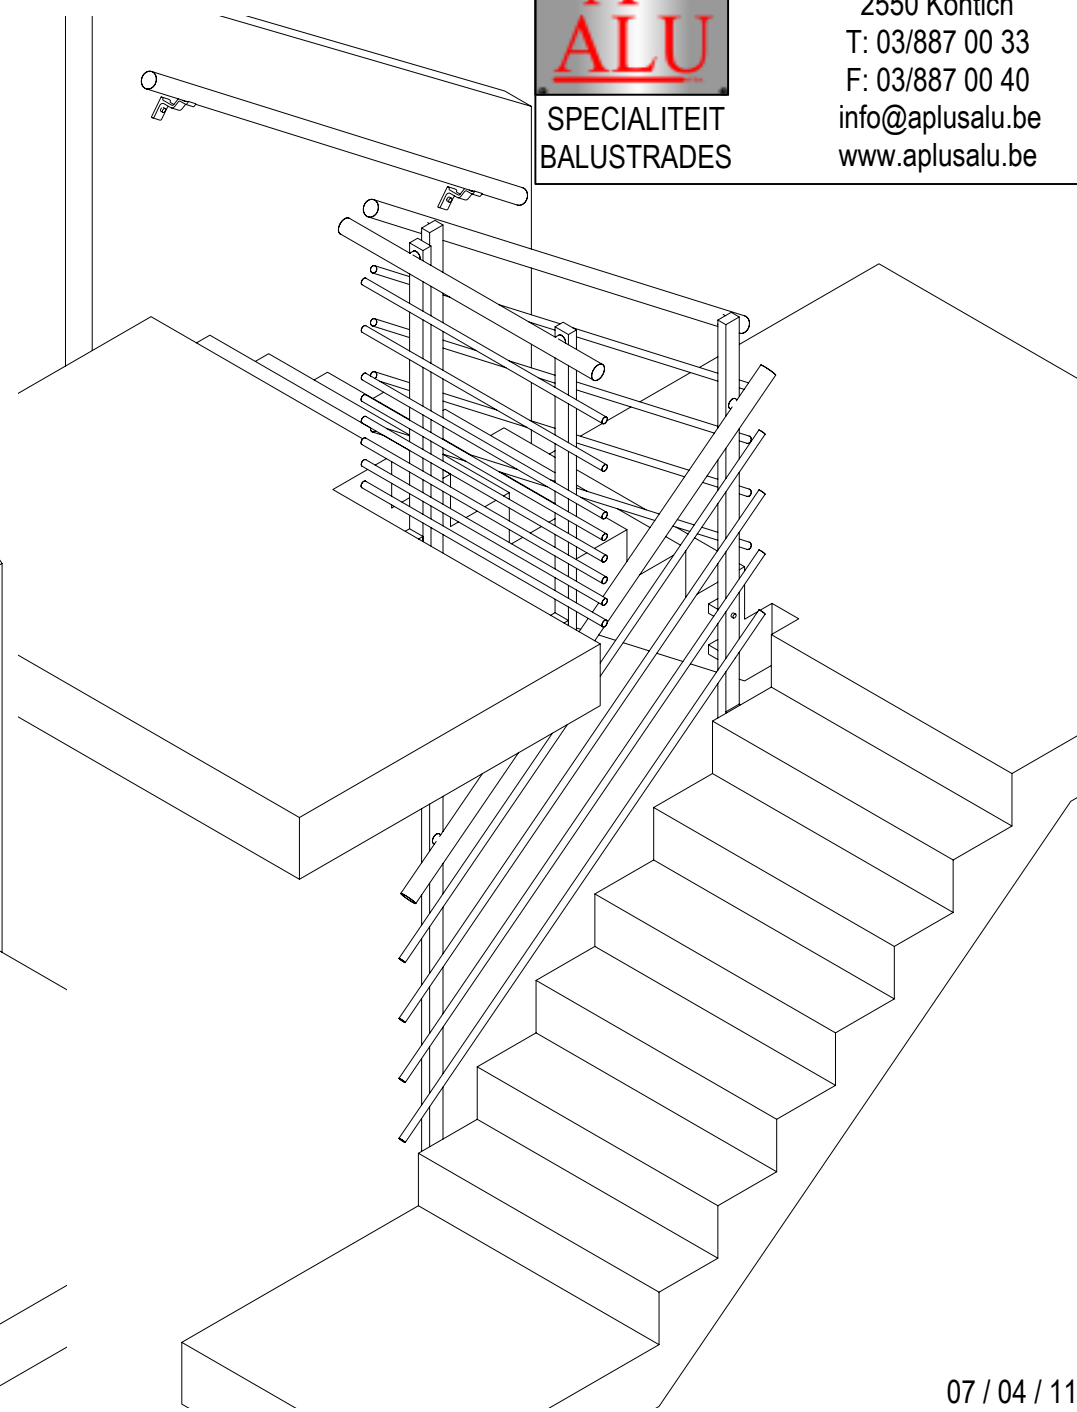 ALU
SPECIALITEIT
BALUSTRADES
2550 Kontich
T: 03/887 00 33
F: 03/887 00 40
info@aplusalu.be
www.aplusalu.be
07 / 04 / 11